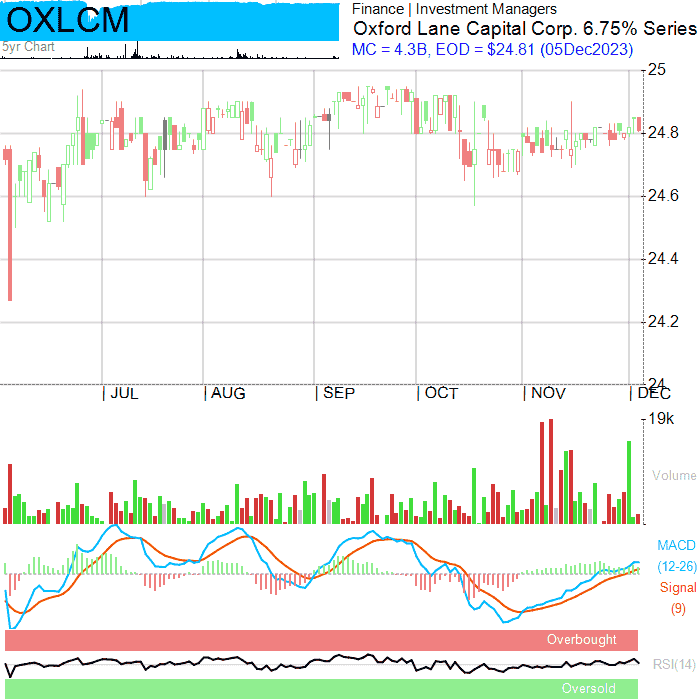 OXLCM
5yr Chart
Finance | Investment Managers
Oxford Lane Capital Corp. 6.75% Series
MC = 4.3B, EOD = $24.81 (05Dec2023)
25
24.8
24.6
24.4
24.2
24
JUL AUG SEP OCT NOV DEC
19k
Volume
MACD
(12-26)
Signal
(9)
Overbought
RSI(14)
Oversold